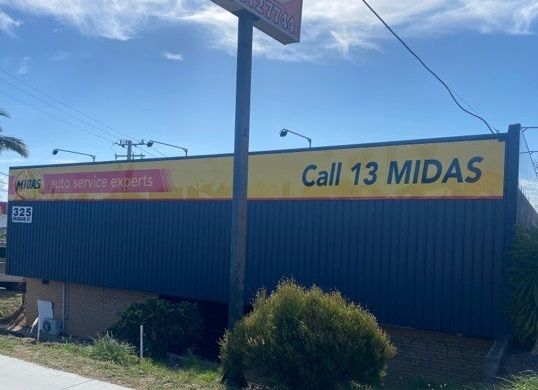 MIDAS auto service experts
Call 13 MIDAS
325